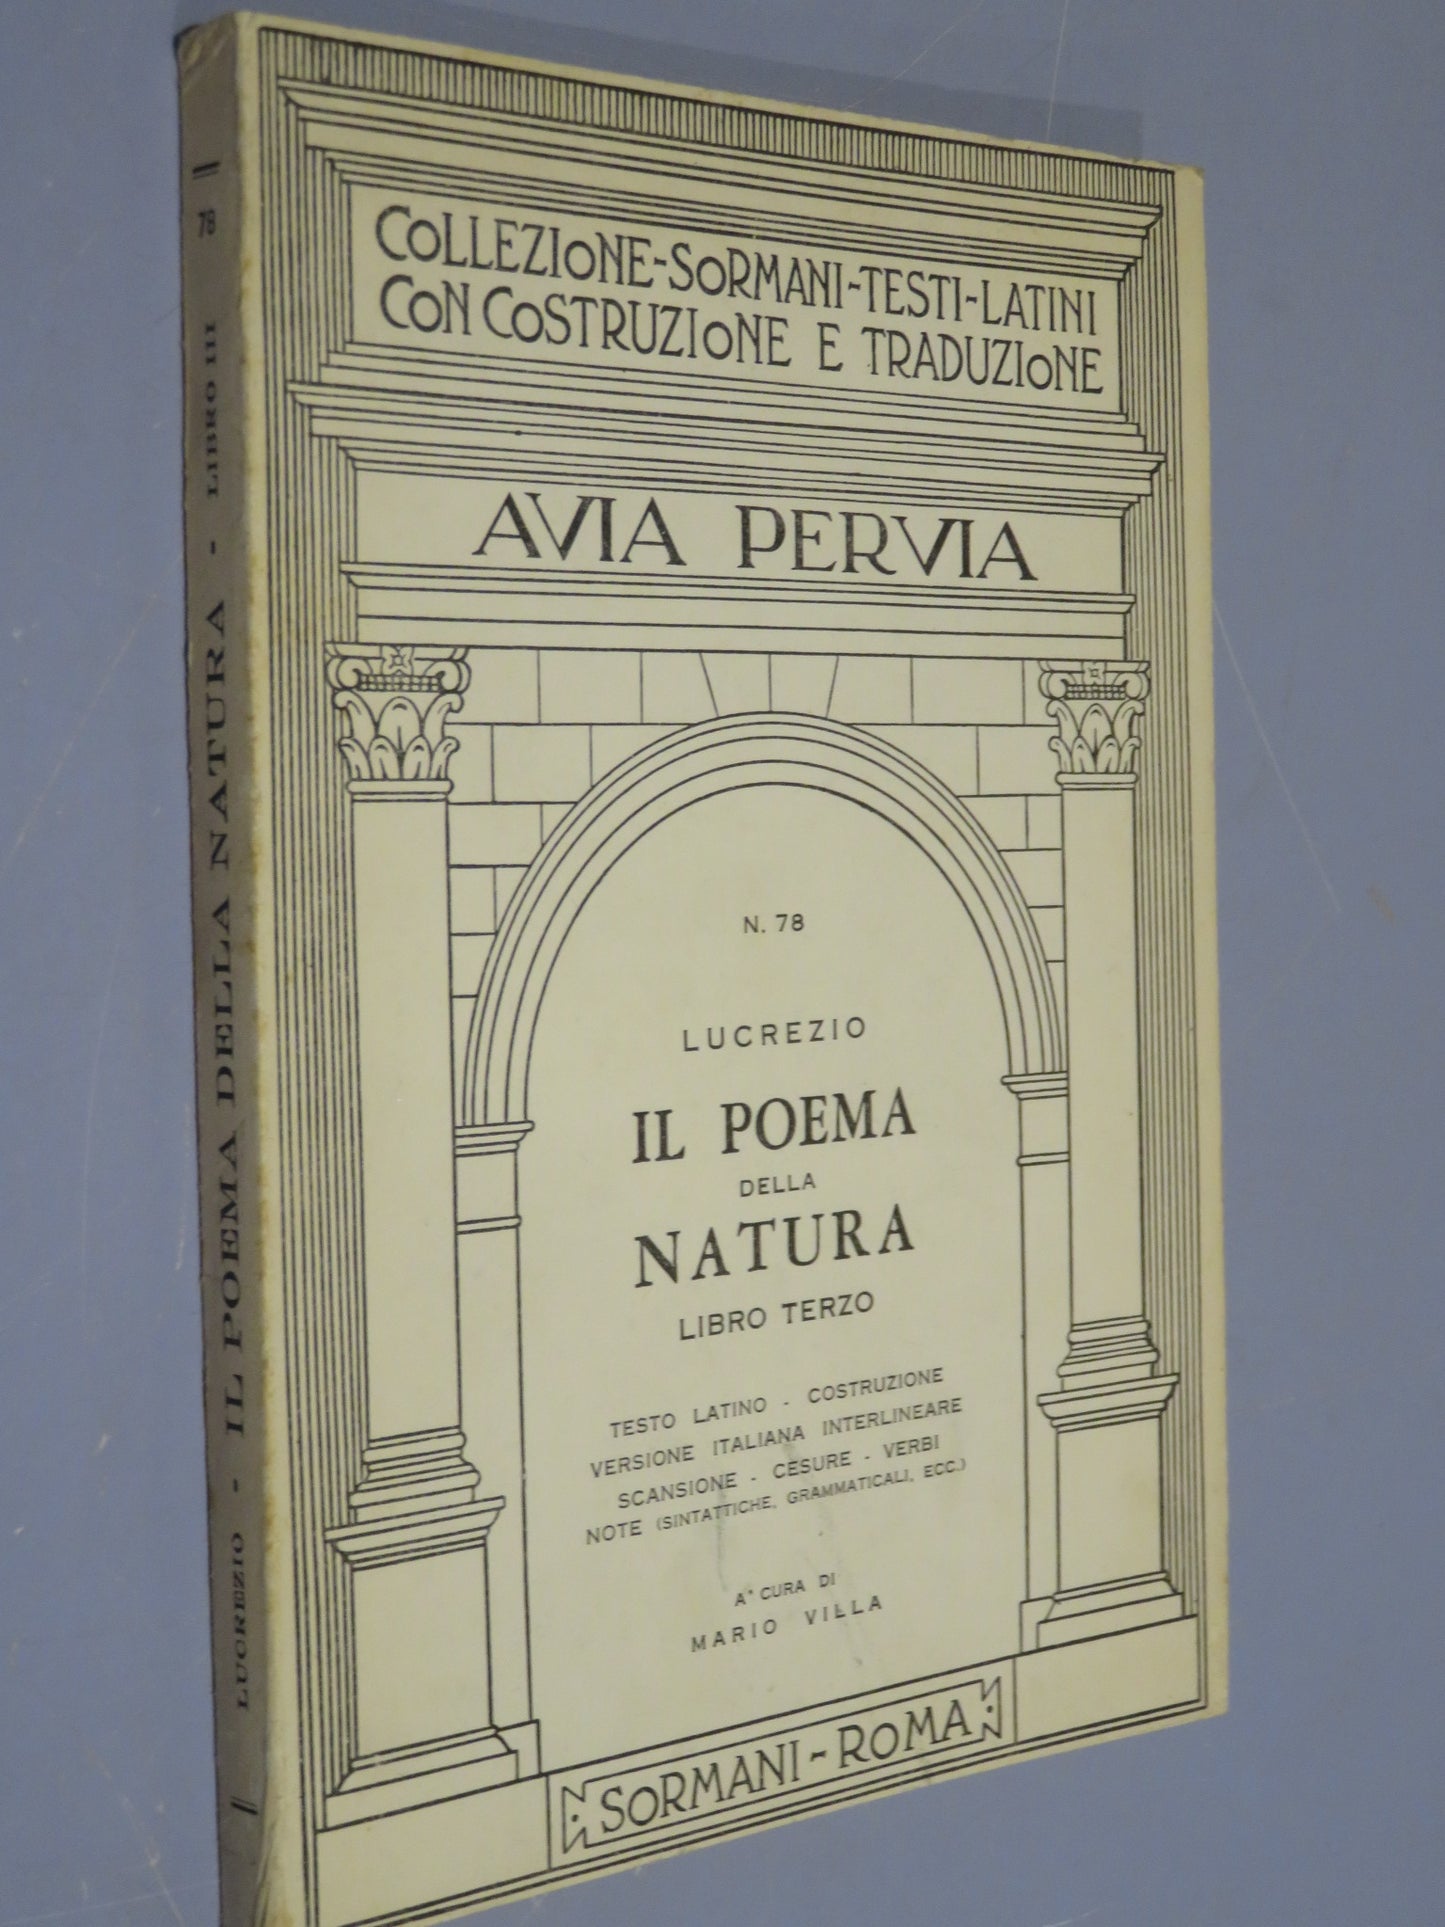 COLLEZIONE-SORMANI-TESTI-LATINI
CON COSTRUZIONE E TRADUZIONE
AVIA PERVIA
N. 78
LUCREZIO
IL POEMA
DELLA
NATURA
LIBRO TERZO
TESTO LATINO - COSTRUZIONE
VERSIONE ITALIANA INTERLINEARE
SCANSIONE - CESURE - VERBI
NOTE (SINTATTICHE, GRAMMATICALI, ECC.)
A' CURA DI
MARIO VILLA
SORMANI-ROMA
LUCREZIO - IL POEMA DELLA NATURA - LIBRO III
78